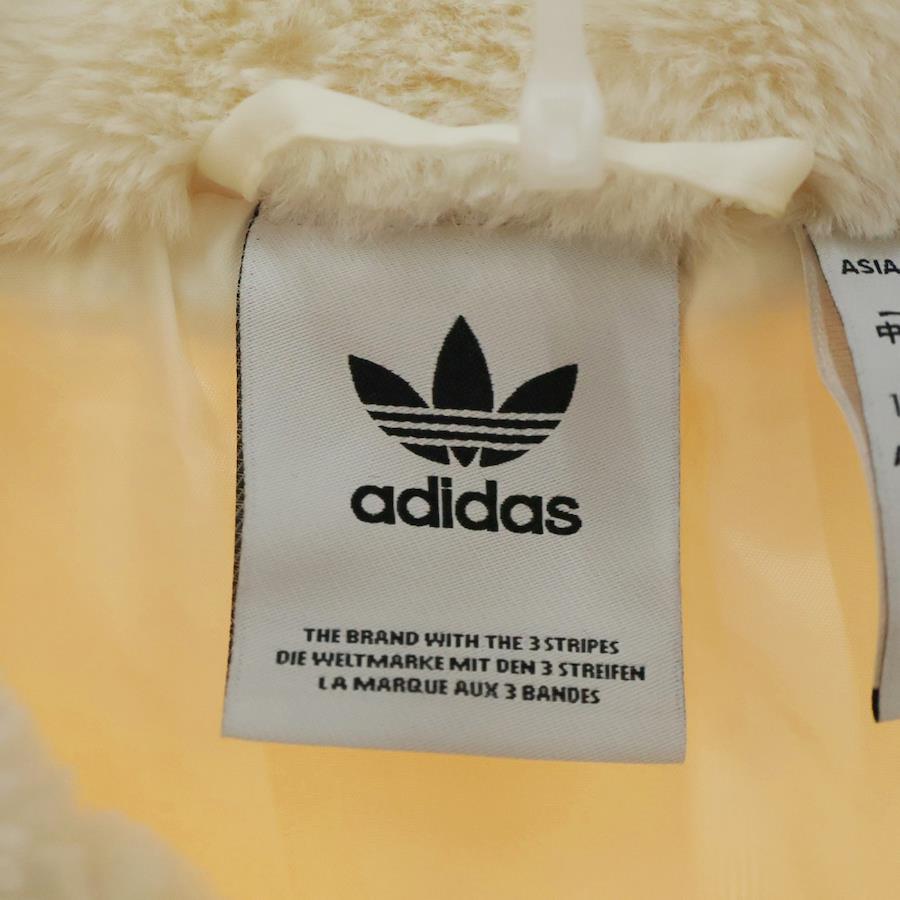 adidas
THE BRAND WITH THE 3 STRIPES
DIE WELTMARKE MIT DEN 3 STREIFEN
LA MARQUE AUX 3 BANDES
ASIA
中